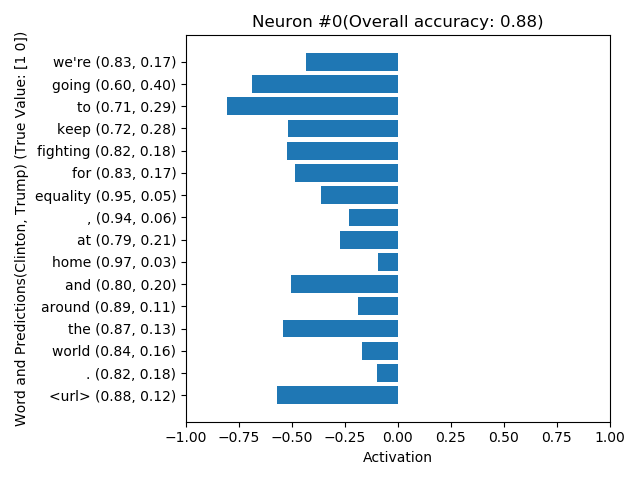 Neuron #0(Overall accuracy: 0.88)
Word and Predictions(Clinton, Trump) (True Value: [1 0])
we're (0.83, 0.17)
going (0.60, 0.40)
to (0.71, 0.29)
keep (0.72, 0.28)
fighting (0.82, 0.18)
for (0.83, 0.17)
equality (0.95, 0.05)
, (0.94, 0.06)
at (0.79, 0.21)
home (0.97, 0.03)
and (0.80, 0.20)
around (0.89, 0.11)
the (0.87, 0.13)
world (0.84, 0.16)
. (0.82, 0.18)
<url> (0.88, 0.12)
−1.00 −0.75 −0.50 −0.25 0.00 0.25 0.50 0.75 1.00
Activation